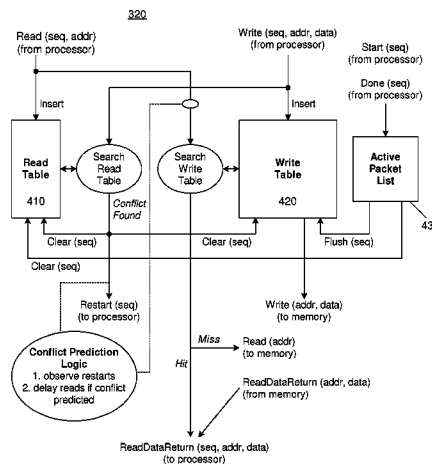 320
Read (seq, addr)
(from processor)
Write (seq, addr, data)
(from processor)
Start (seq)
(from processor)
Done (seq)
(from processor)
Insert
Insert
Read
Table
410
Search
Read
Table
Search
Write
Table
Write
Table
420
Active
Packet
List
43
Conflict
Found
Clear (seq)
Clear (seq)
Flush (seq)
Clear (seq)
Restart (seq)
(to processor)
Write (addr, data)
(to memory)
Conflict Prediction
Logic
1. observe restarts
2. delay reads if conflict
predicted
Miss
Hit
Read (addr)
(to memory)
ReadDataReturn (addr, data)
(from memory)
ReadDataReturn (seq, addr, data)
(to processor)